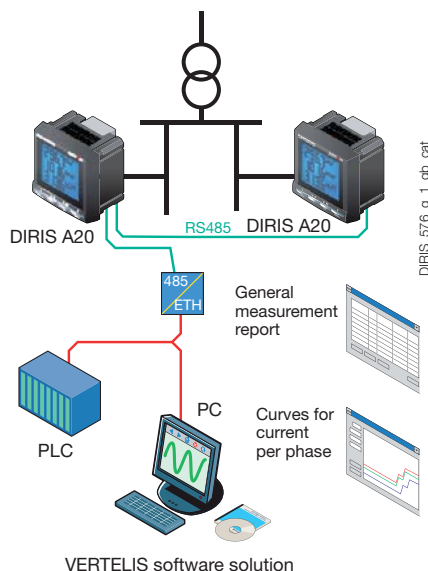 DIRIS A20
RS485
DIRIS A20
DIRIS_576_g_1_gb_cat
485
ETH
General
measurement
report
PLC
PC
Curves for
current
per phase
VERTELIS software solution